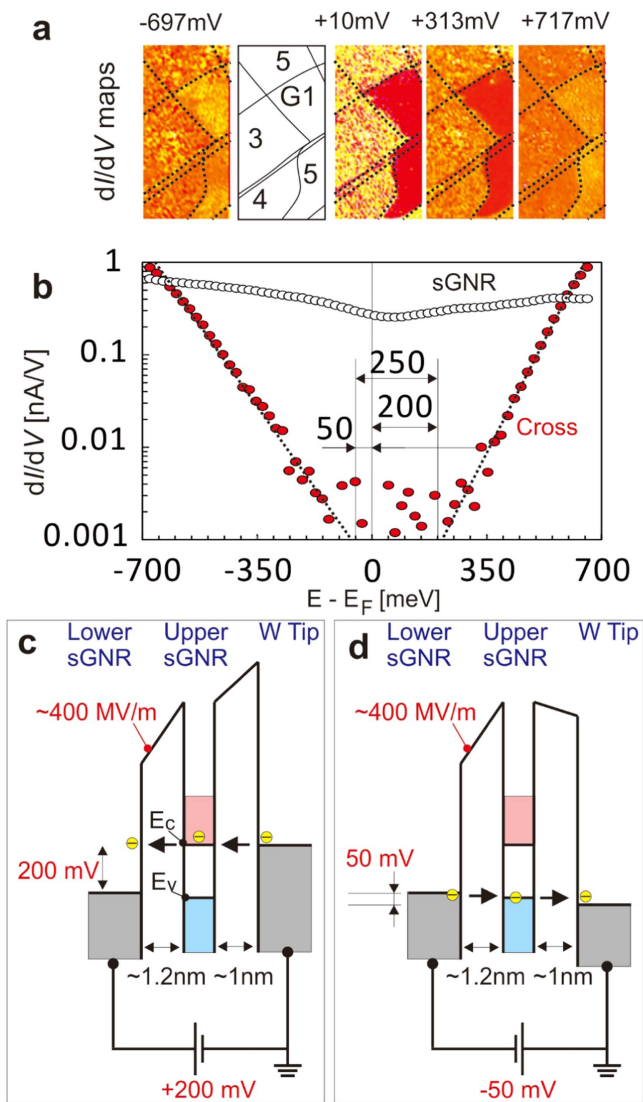 a
-697mV +10mV +313mV +717mV
dI/dV maps
5
G1
3
5
4
b
dI/dV [nA/V]
1
0.1
0.01
0.001
sGNR
250
200
50
Cross
-700 -350 0 350 700
E - EF [meV]
c
Lower sGNR
Upper sGNR
W Tip
~400 MV/m
EC
200 mV
EV
~1.2nm ~1nm
+200 mV
d
Lower sGNR
Upper sGNR
W Tip
~400 MV/m
50 mV
~1.2nm ~1nm
-50 mV